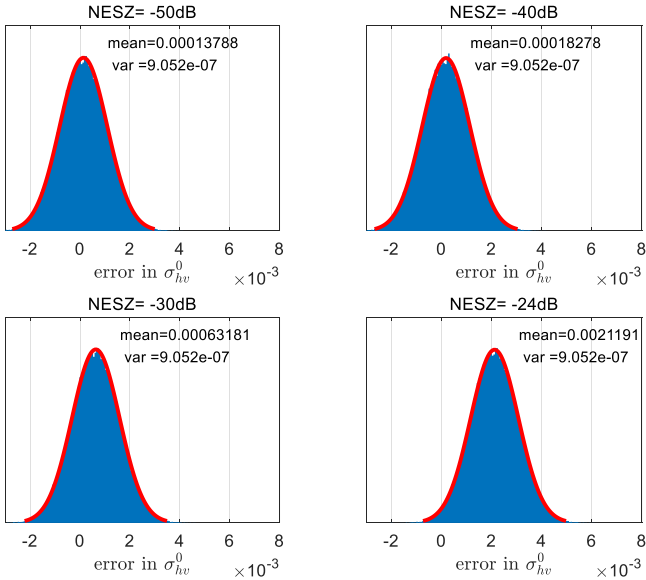 NESZ= -50dB
mean=0.00013788
var =9.052e-07
-2 0 2 4 6 8
error in σ⁰ₕᵥ
×10⁻³
NESZ= -40dB
mean=0.00018278
var =9.052e-07
-2 0 2 4 6 8
error in σ⁰ₕᵥ
×10⁻³
NESZ= -30dB
mean=0.00063181
var =9.052e-07
-2 0 2 4 6 8
error in σ⁰ₕᵥ
×10⁻³
NESZ= -24dB
mean=0.0021191
var =9.052e-07
-2 0 2 4 6 8
error in σ⁰ₕᵥ
×10⁻³